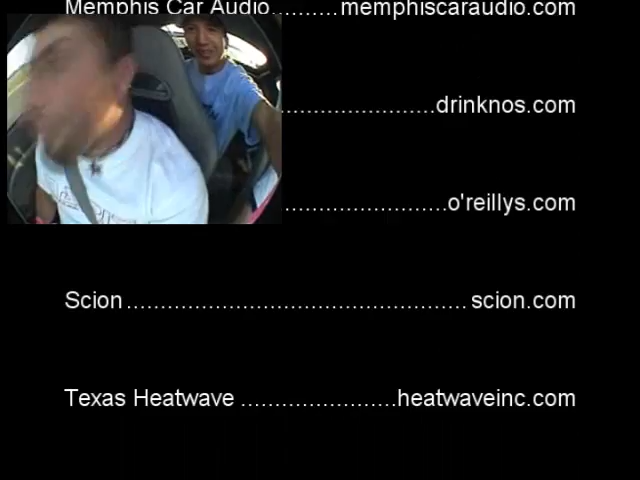 Memphis Car Audio..........memphiscaraudio.com
.......................drinknos.com
........................o'reillys.com
Scion .................................................. scion.com
Texas Heatwave .......................heatwaveinc.com